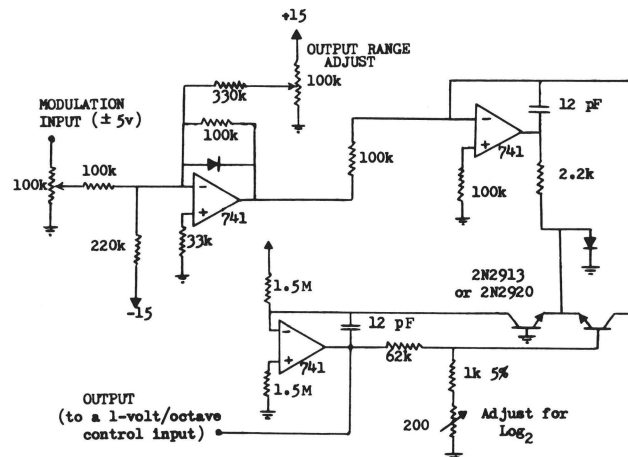 +15
OUTPUT RANGE
ADJUST
100k
330k
MODULATION
INPUT (± 5v)
100k
100k
100k
12 pF
741
100k
741
100k
2.2k
100k
220k
33k
-15
1.5M
2N2913
or 2N2920
12 pF
741
62k
1.5M
1k 5%
OUTPUT
(to a 1-volt/octave
control input)
200
Adjust for
Log2